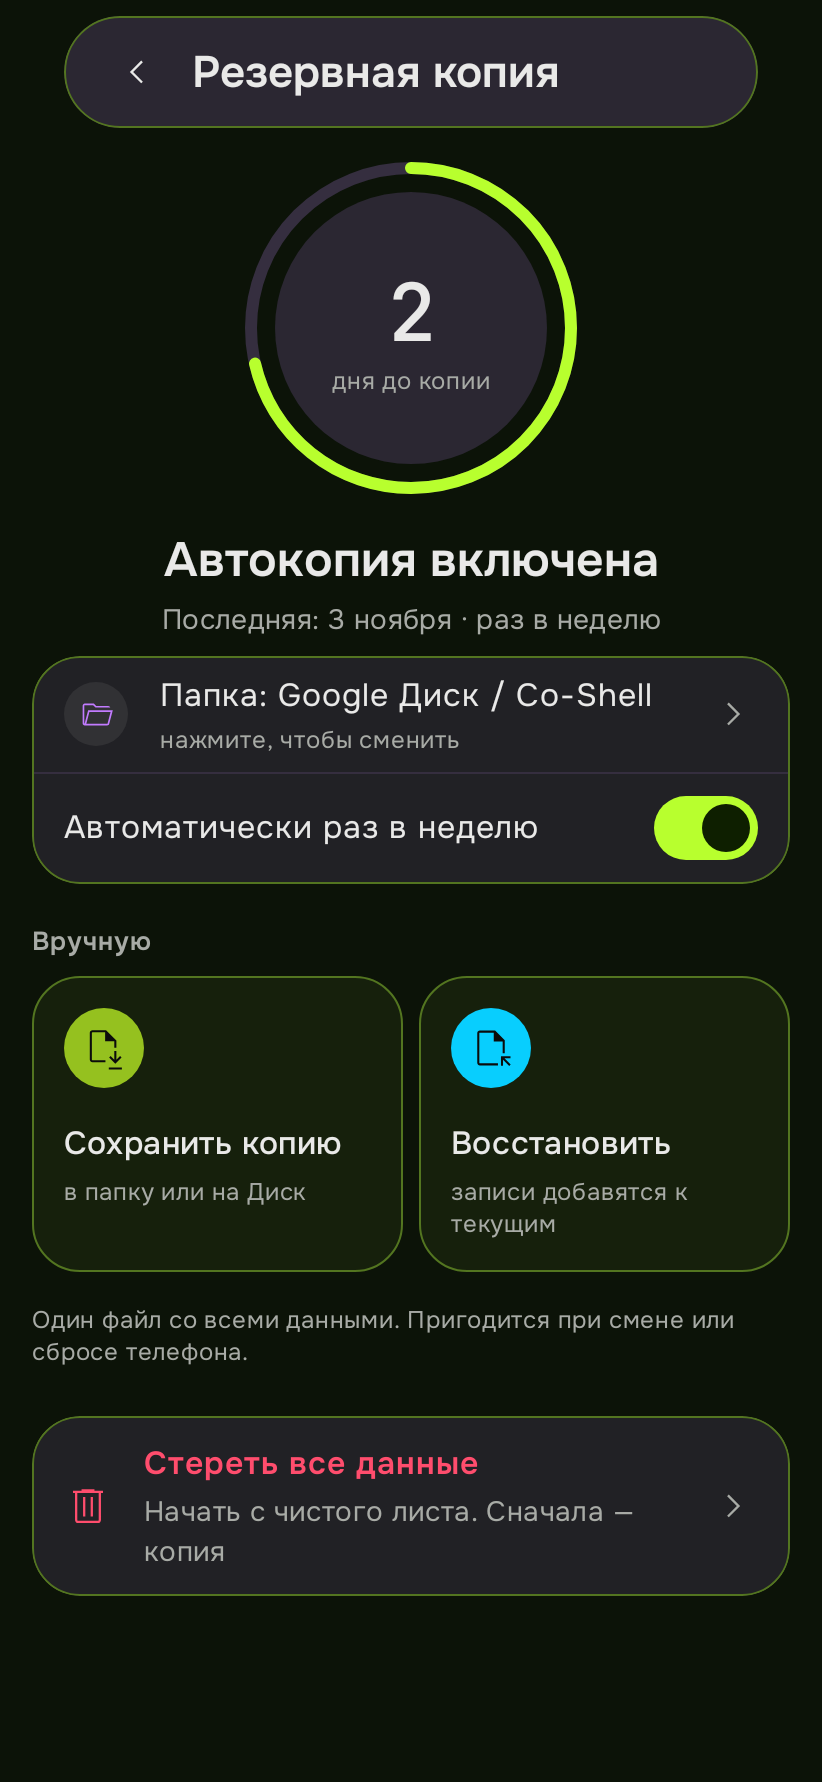 Резервная копия
2
дня до копии
Автокопия включена
Последняя: 3 ноября · раз в неделю
Папка: Google Диск / Co-Shell
нажмите, чтобы сменить
Автоматически раз в неделю
Вручную
Сохранить копию
в папку или на Диск
Восстановить
записи добавятся к
текущим
Один файл со всеми данными. Пригодится при смене или
сбросе телефона.
Стереть все данные
Начать с чистого листа. Сначала —
копия